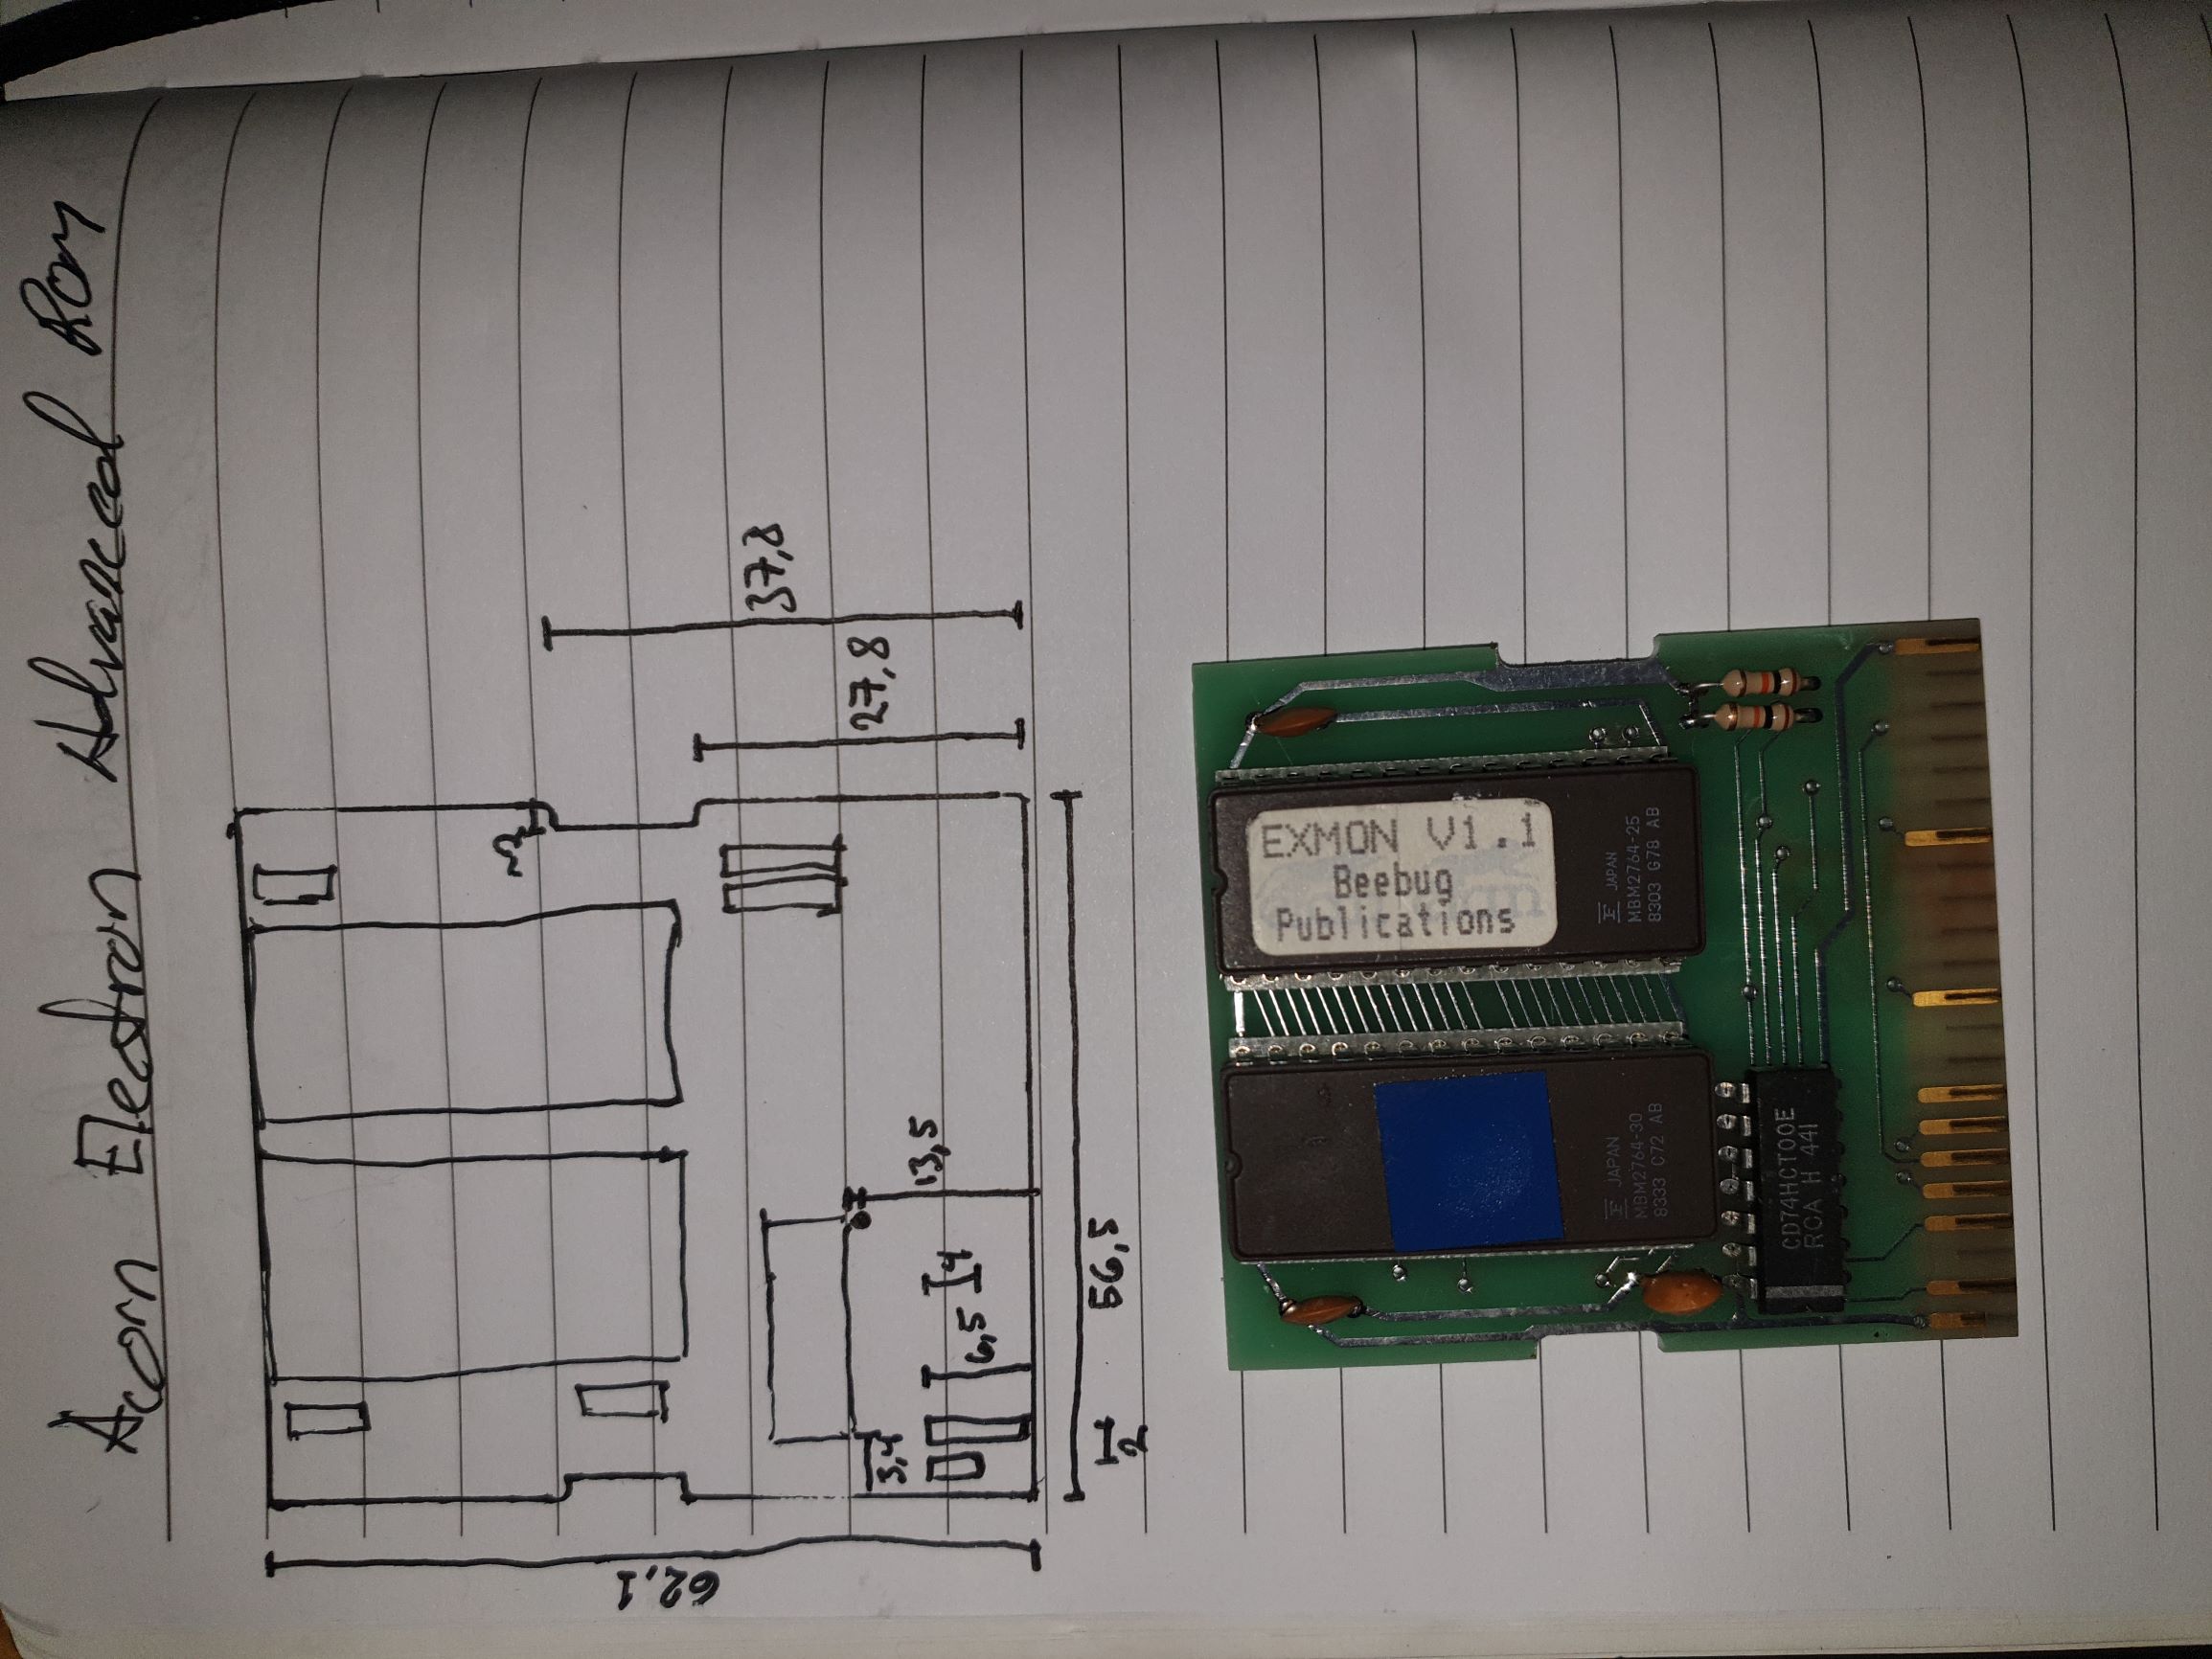 Acorn Electron Advanced Rom
3
62,1
37,8
27,8
3,4
13,5
6,5
4
56,5
2
EXMON V1.1
Beebug
Publications
JAPAN
MBM2764-30
8333 C72 AB
JAPAN
MBM2764-25
8303 G78 AB
CD74HCT00E
RCA H 441